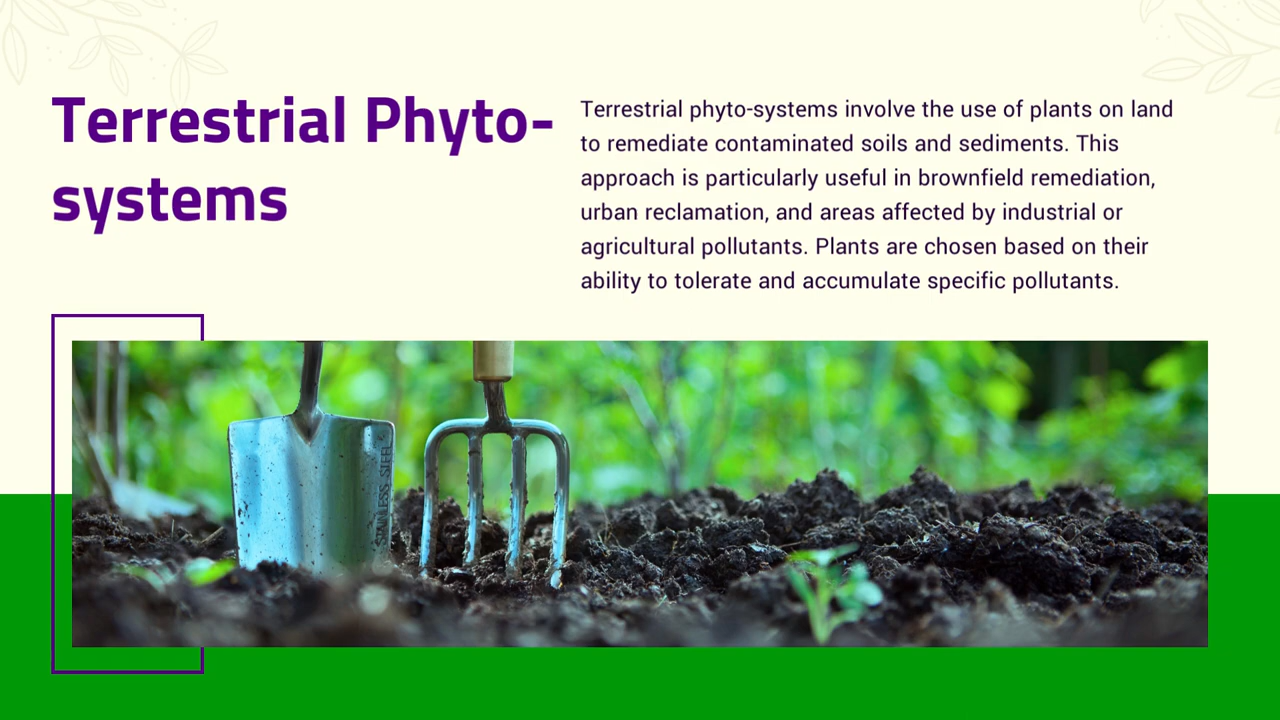 Terrestrial Phyto-
systems
Terrestrial phyto-systems involve the use of plants on land
to remediate contaminated soils and sediments. This
approach is particularly useful in brownfield remediation,
urban reclamation, and areas affected by industrial or
agricultural pollutants. Plants are chosen based on their
ability to tolerate and accumulate specific pollutants.
STAINLESS STEEL